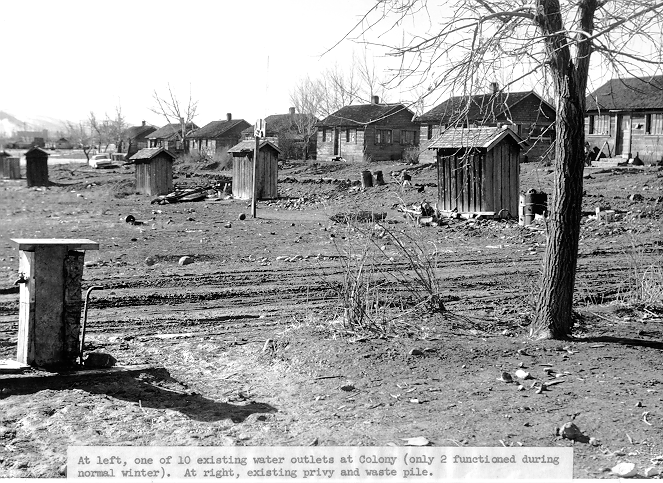 At left, one of 10 existing water outlets at Colony (only 2 functioned during
normal winter).  At right, existing privy and waste pile.